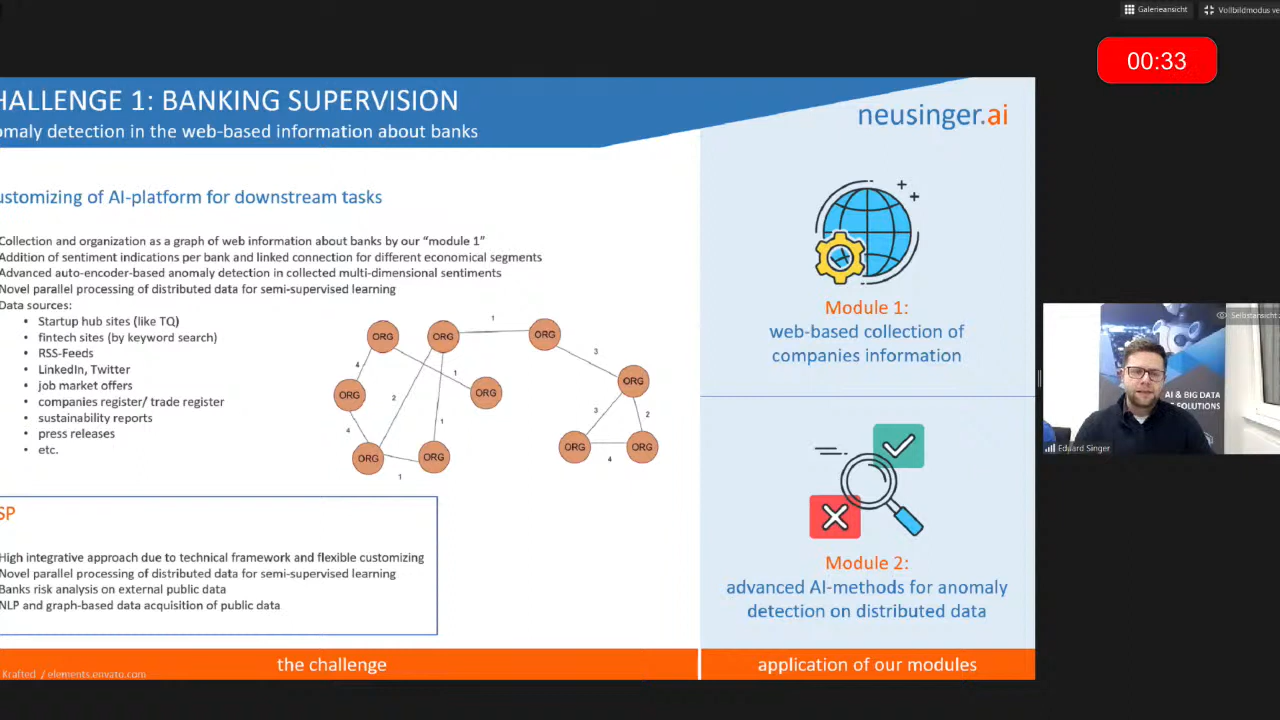 Galerieansicht
Vollbildmodus ve
00:33
HALLENGE 1: BANKING SUPERVISION
omaly detection in the web-based information about banks
neusinger.ai
ustomizing of AI-platform for downstream tasks
Collection and organization as a graph of web information about banks by our “module 1”
Addition of sentiment indications per bank and linked connection for different economical segments
Advanced auto-encoder-based anomaly detection in collected multi-dimensional sentiments
Novel parallel processing of distributed data for semi-supervised learning
Data sources:
• Startup hub sites (like TQ)
• fintech sites (by keyword search)
• RSS-Feeds
• LinkedIn, Twitter
• job market offers
• companies register/ trade register
• sustainability reports
• press releases
• etc.
1
ORG
ORG
ORG
3
4
1
ORG
ORG
ORG
2
3
2
4
1
ORG
ORG
ORG
ORG
4
1
Module 1:
web-based collection of
companies information
Selbstansicht
AI & BIG DATA
SOLUTIONS
Eduard Singer
SP
High integrative approach due to technical framework and flexible customizing
Novel parallel processing of distributed data for semi-supervised learning
Banks risk analysis on external public data
NLP and graph-based data acquisition of public data
Module 2:
advanced AI-methods for anomaly
detection on distributed data
the challenge
application of our modules
Krafted / elements.envato.com